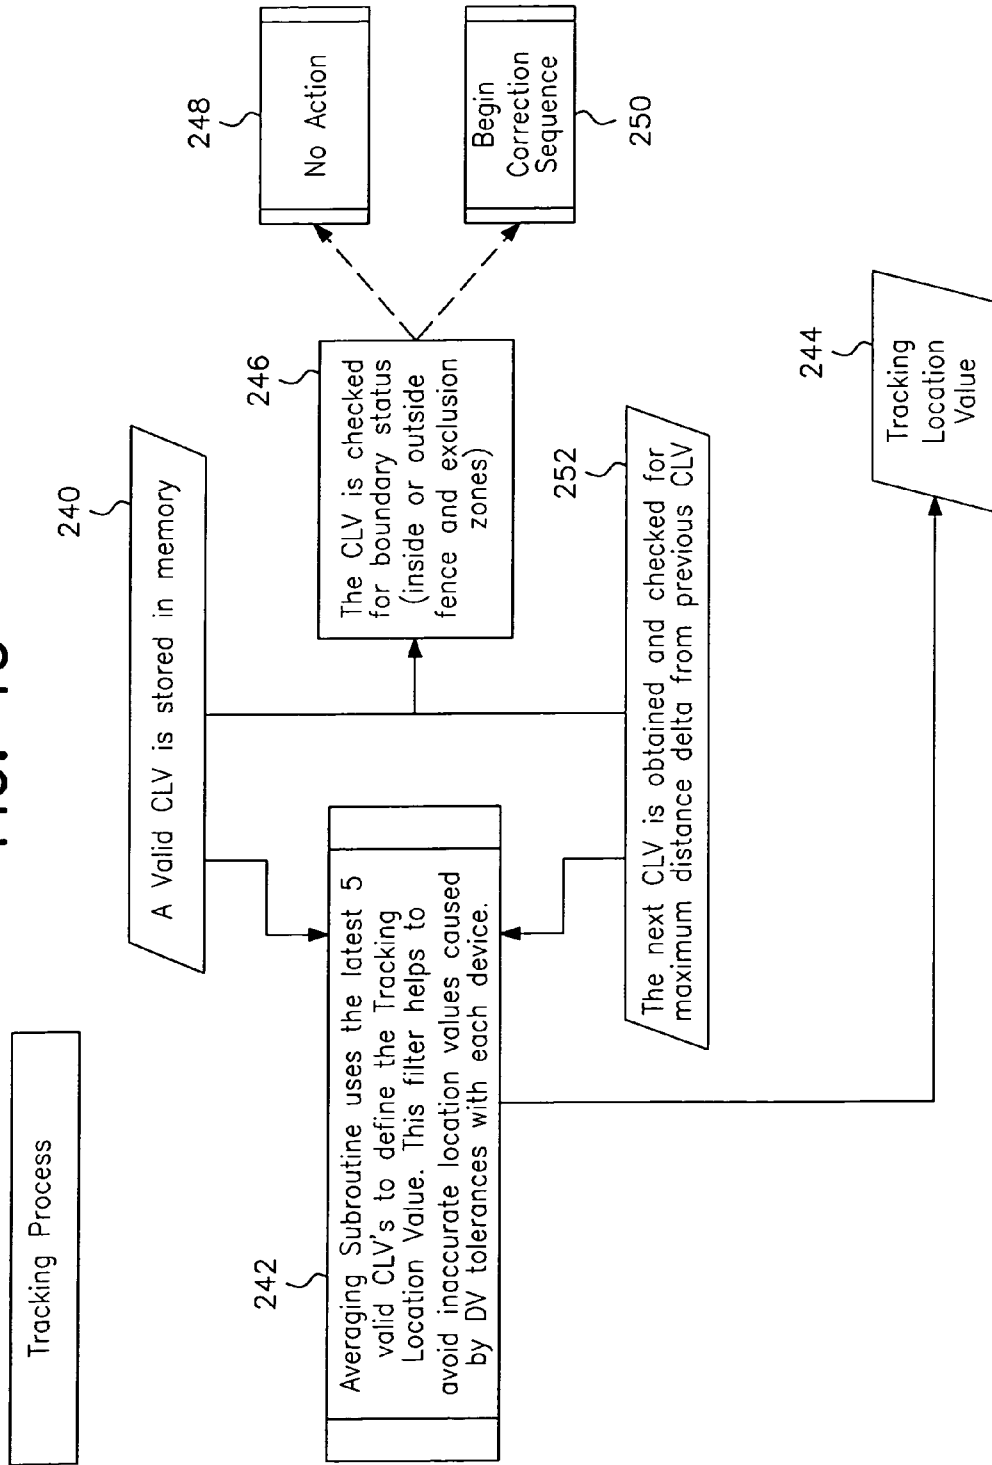 Tracking Process
240
A Valid CLV is stored in memory
242
Averaging Subroutine uses the latest 5
valid CLV's to define the Tracking
Location Value. This filter helps to
avoid inaccurate location values caused
by DV tolerances with each device.
246
The CLV is checked
for boundary status
(inside or outside
fence and exclusion
zones)
248
No Action
250
Begin
Correction
Sequence
252
The next CLV is obtained and checked for
maximum distance delta from previous CLV
244
Tracking
Location
Value